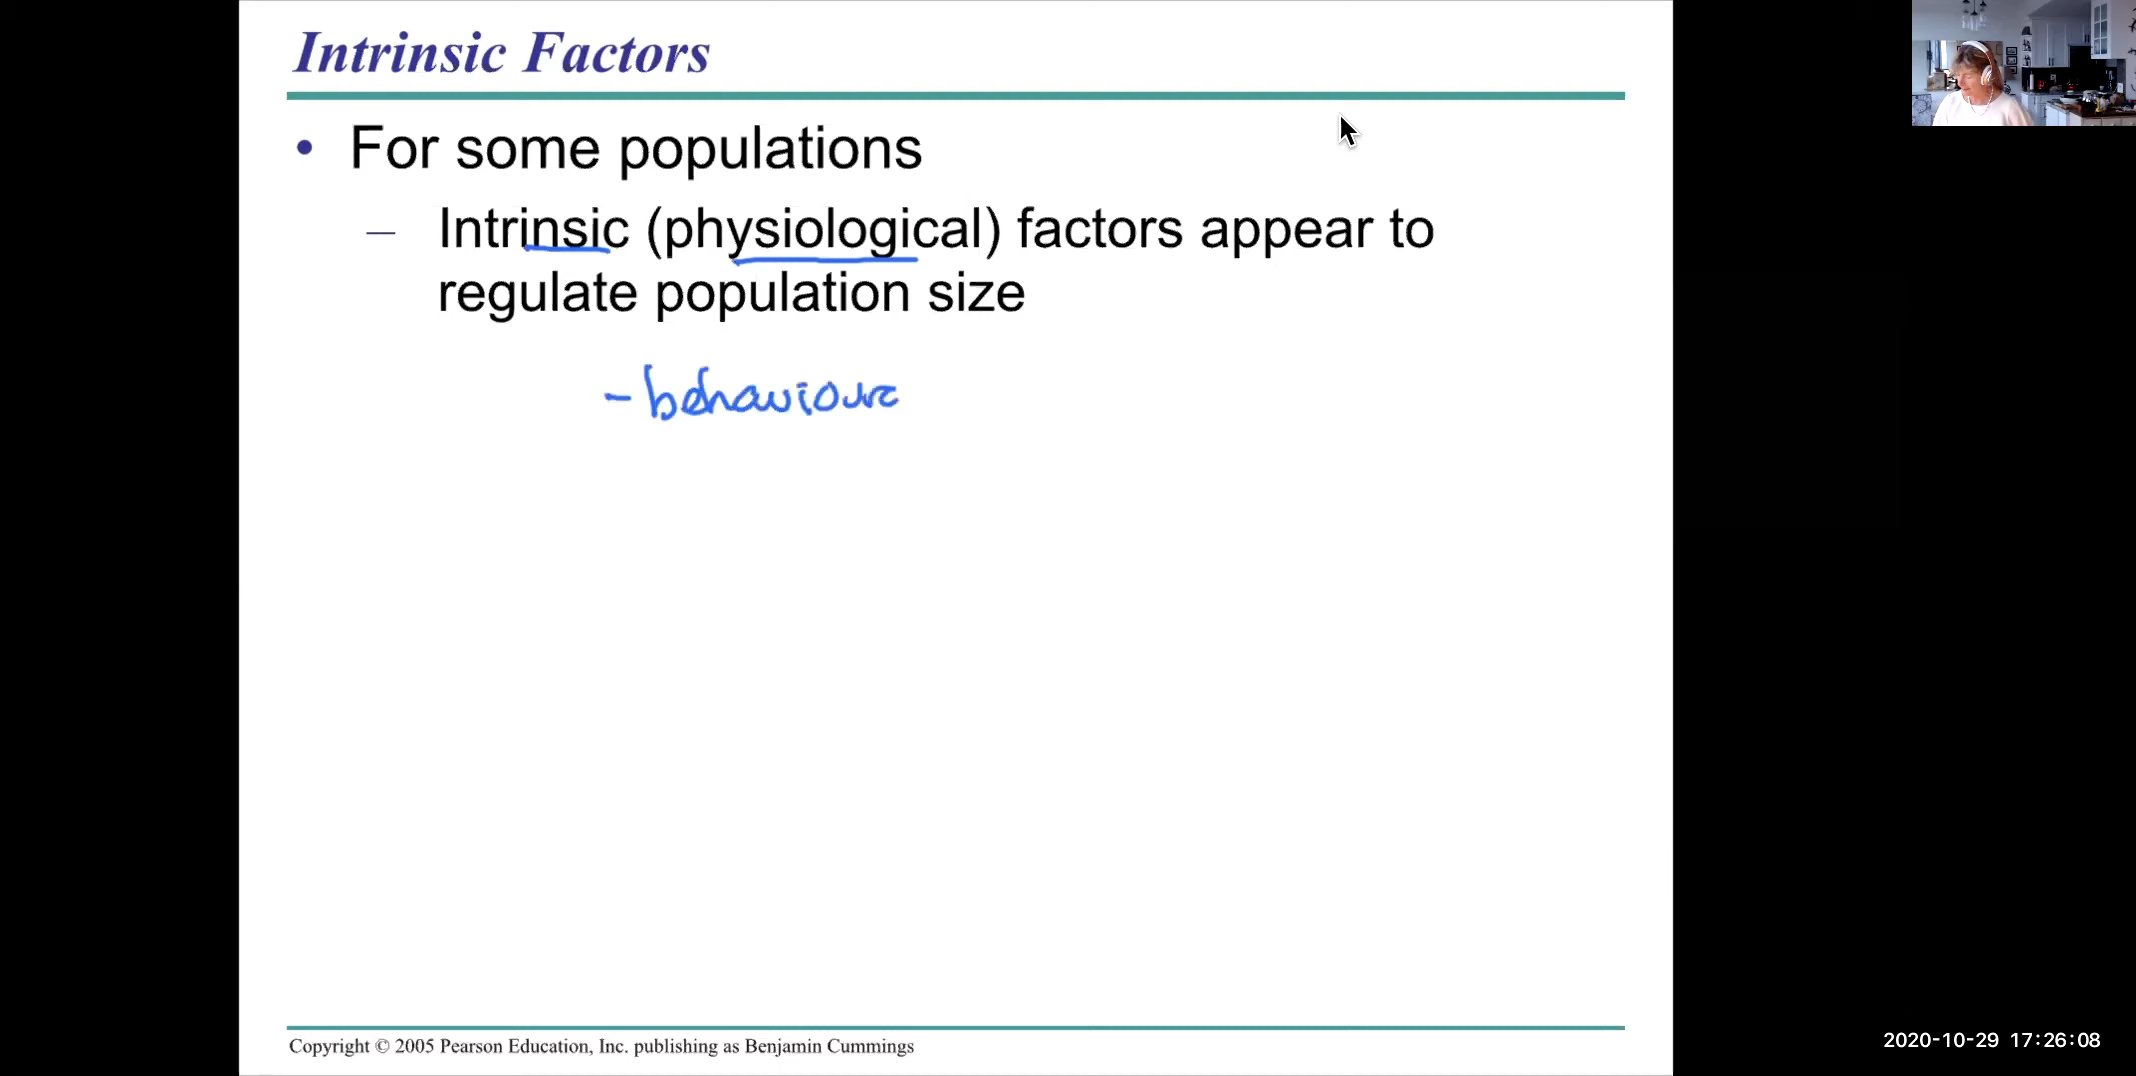 Intrinsic Factors
• For some populations
– Intrinsic (physiological) factors appear to
regulate population size
- behaviour
Copyright © 2005 Pearson Education, Inc. publishing as Benjamin Cummings
2020-10-29 17:26:08